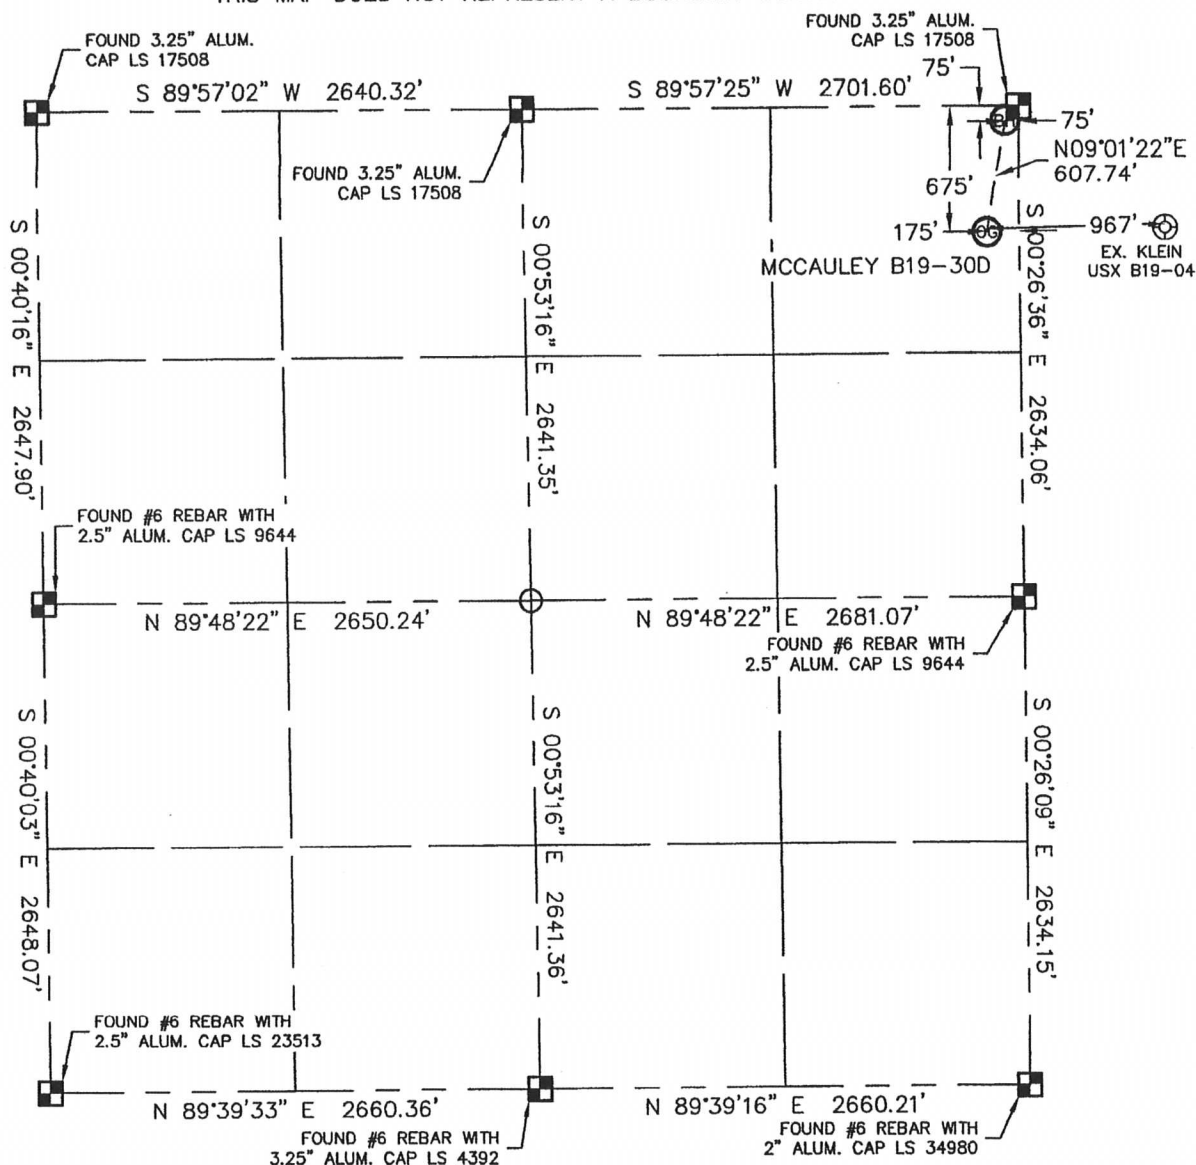 FOUND 3.25" ALUM.
CAP LS 17508
FOUND 3.25" ALUM.
CAP LS 17508
S 89°57'02" W 2640.32'
S 89°57'25" W 2701.60'
75'
BH
75'
N09°01'22"E
607.74'
FOUND 3.25" ALUM.
CAP LS 17508
675'
175'
OG
967'
EX. KLEIN
USX B19-04
MCCAULEY B19-30D
S 00°40'16" E 2647.90'
S 00°53'16" E 2641.35'
S 00°26'36" E 2634.06'
FOUND #6 REBAR WITH
2.5" ALUM. CAP LS 9644
N 89°48'22" E 2650.24'
N 89°48'22" E 2681.07'
FOUND #6 REBAR WITH
2.5" ALUM. CAP LS 9644
S 00°40'03" E 2648.07'
S 00°53'16" E 2641.36'
S 00°26'09" E 2634.15'
FOUND #6 REBAR WITH
2.5" ALUM. CAP LS 23513
N 89°39'33" E 2660.36'
N 89°39'16" E 2660.21'
FOUND #6 REBAR WITH
3.25" ALUM. CAP LS 4392
FOUND #6 REBAR WITH
2" ALUM. CAP LS 34980